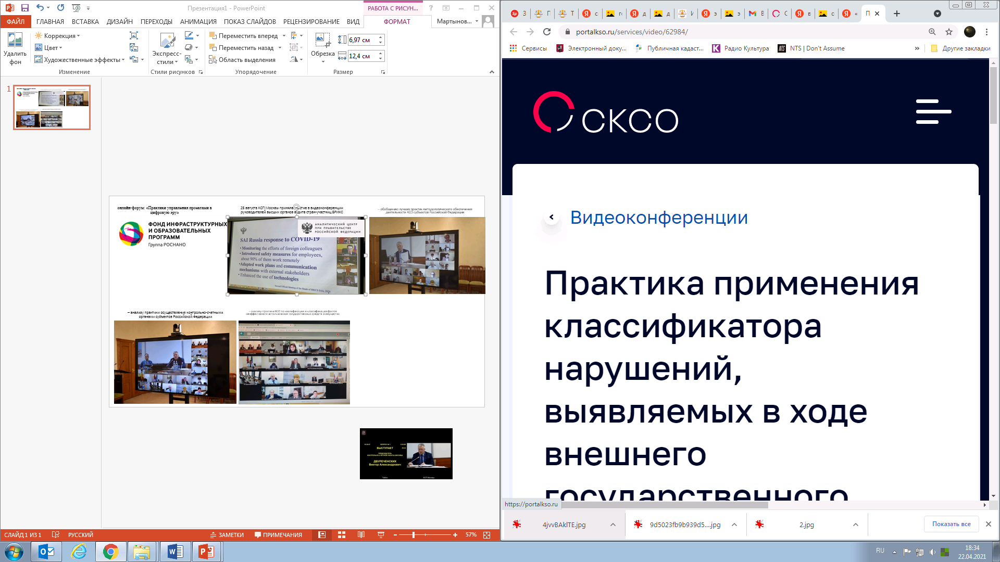 Презентация1 - PowerPoint
РАБОТА С РИСУН...
ФАЙЛ
ГЛАВНАЯ
ВСТАВКА
ДИЗАЙН
ПЕРЕХОДЫ
АНИМАЦИЯ
ПОКАЗ СЛАЙДОВ
РЕЦЕНЗИРОВАНИЕ
ВИД
ФОРМАТ
Мартынов...
Удалить
фон
Коррекция
Цвет
Художественные эффекты
Изменение
Экспресс-
стили
Стили рисунков
Переместить вперед
Переместить назад
Область выделения
Упорядочение
Обрезка
6,97 см
12,4 см
Размер
1
онлайн-форум: «Практики управления проектами в
цифровую эру»
ФОНД ИНФРАСТРУКТУРНЫХ
И ОБРАЗОВАТЕЛЬНЫХ
ПРОГРАММ
Группа РОСНАНО
25 августа КСП Москвы приняла участие в видеоконференции
руководителей высших органов аудита стран-участниц БРИКС
АНАЛИТИЧЕСКИЙ ЦЕНТР
ПРИ ПРАВИТЕЛЬСТВЕ
РОССИЙСКОЙ ФЕДЕРАЦИИ
SAI Russia response to COVID-19
• Monitoring the efforts of foreign colleagues
• Introduced safety measures for employees,
about 90% of them work remotely
•Adapted work plans and communication
mechanisms with external stakeholders
• Enhanced the use of technologies
Second Official Meeting of the Heads of BRICS SAIs, 2020
– обобщению лучших практик методологического обеспечения
деятельности КСО субъектов Российской Федерации
– анализу практики осуществления контрольно-счетными
органами субъектов Российской Федерации
– анализу практики КСО по квалификации и классификации фактов
неэффективного использования государственных средств и имущества
ВЫСТУПАЕТ
ПРЕДСЕДАТЕЛЬ
КОНТРОЛЬНО-СЧЕТНОЙ ПАЛАТЫ МОСКВЫ
ДВУРЕЧЕНСКИХ
Виктор Александрович
КСП Москвы
СЛАЙД 1 ИЗ 1
РУССКИЙ
ЗАМЕТКИ
ПРИМЕЧАНИЯ
57%
portalkso.ru/services/video/62984/
Сервисы
Электронный доку...
Публичная кадаст...
Радио Культура
NTS | Don't Assume
Другие закладки
СКСО
Видеоконференции
Практика применения
классификатора
нарушений,
выявляемых в ходе
внешнего
государственного
https://portalkso.ru
4jvvBAklTE.jpg
9d5023fb9b939d5....jpg
2.jpg
Показать все
RU
18:34
22.04.2021